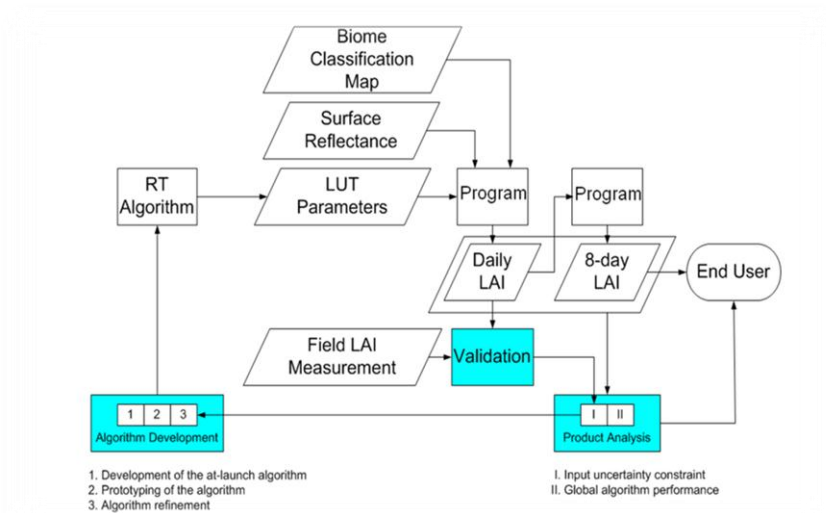 Biome
Classification
Map
Surface
Reflectance
RT
Algorithm
LUT
Parameters
Program
Program
Daily
LAI
8-day
LAI
End User
Field LAI
Measurement
Validation
1 2 3
Algorithm Development
I II
Product Analysis
1. Development of the at-launch algorithm
2. Prototyping of the algorithm
3. Algorithm refinement
I. Input uncertainty constraint
II. Global algorithm performance